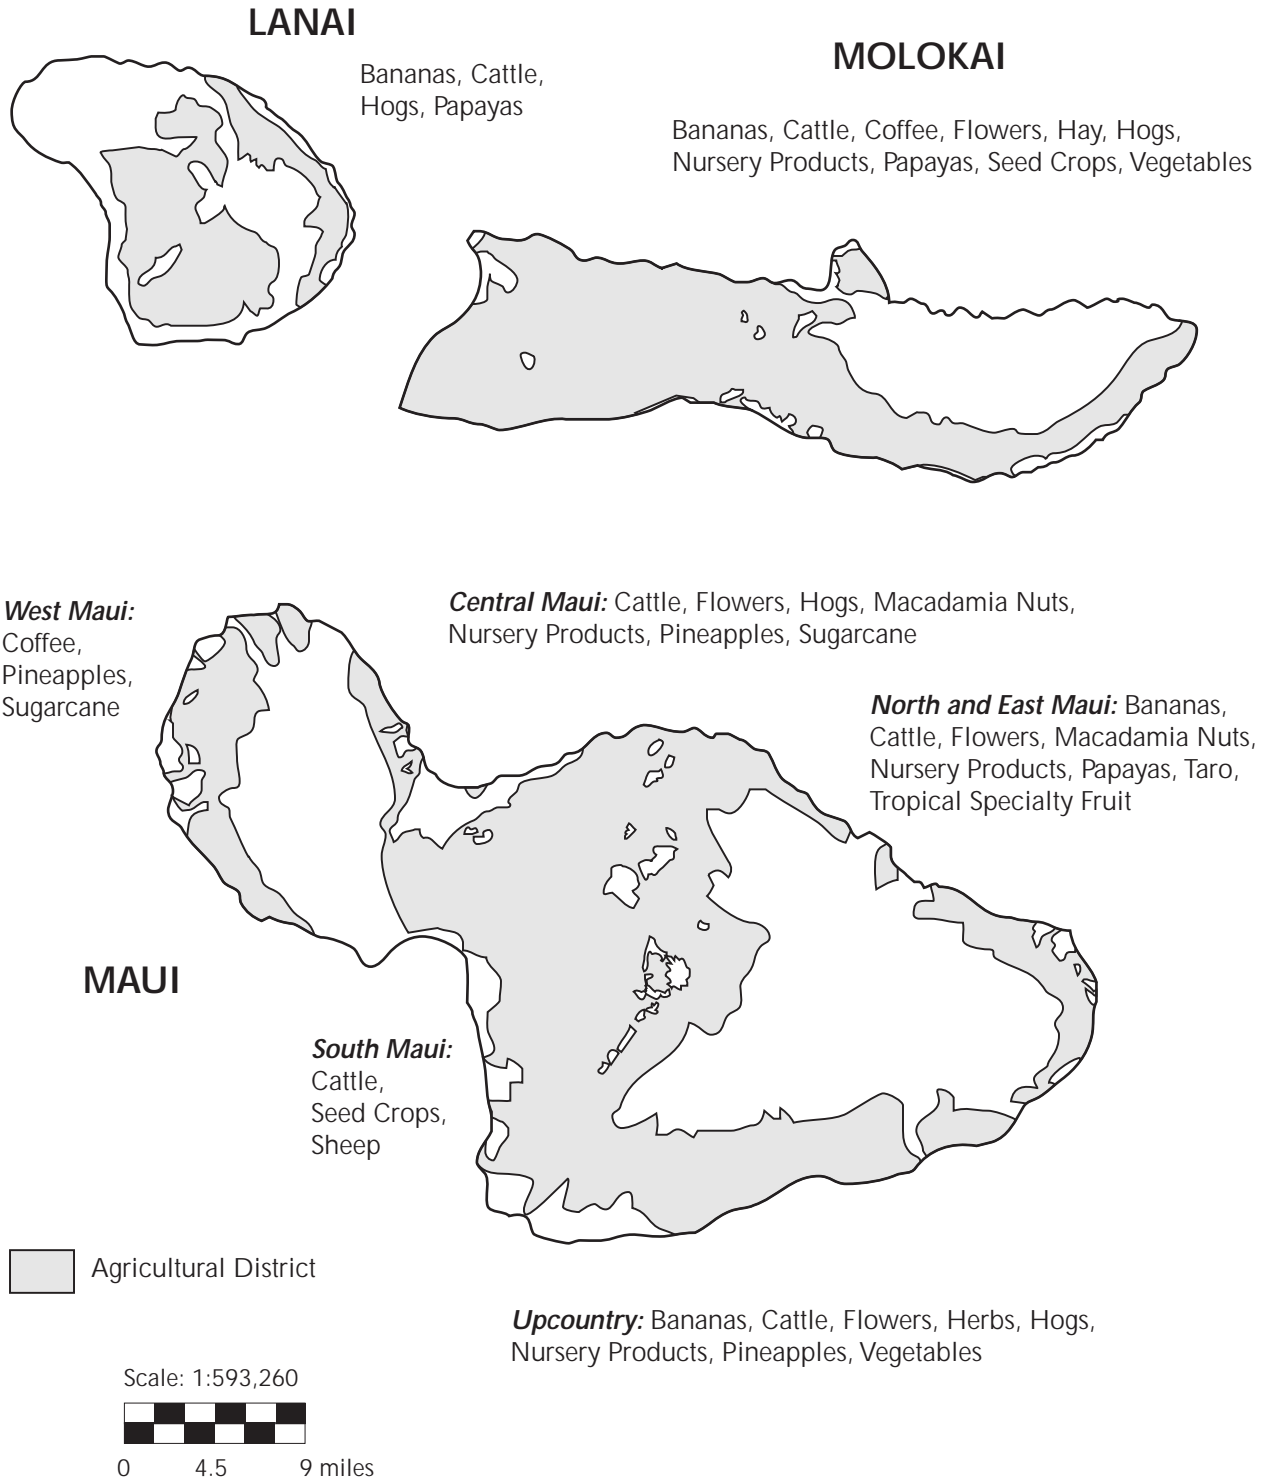 LANAI
Bananas, Cattle,
Hogs, Papayas
MOLOKAI
Bananas, Cattle, Coffee, Flowers, Hay, Hogs,
Nursery Products, Papayas, Seed Crops, Vegetables
West Maui:
Coffee,
Pineapples,
Sugarcane
Central Maui: Cattle, Flowers, Hogs, Macadamia Nuts,
Nursery Products, Pineapples, Sugarcane
North and East Maui: Bananas,
Cattle, Flowers, Macadamia Nuts,
Nursery Products, Papayas, Taro,
Tropical Specialty Fruit
MAUI
South Maui:
Cattle,
Seed Crops,
Sheep
Agricultural District
Upcountry: Bananas, Cattle, Flowers, Herbs, Hogs,
Nursery Products, Pineapples, Vegetables
Scale: 1:593,260
0 4.5 9 miles